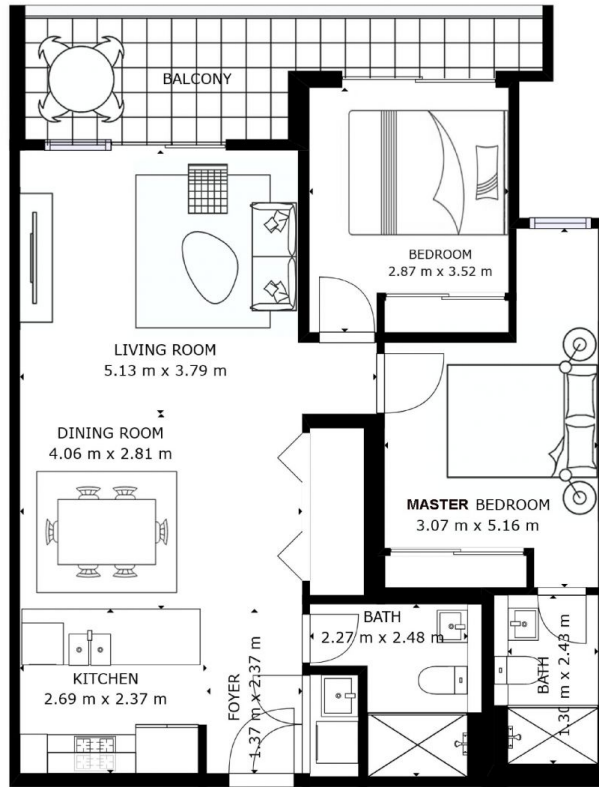 BALCONY
BEDROOM
2.87 m x 3.52 m
LIVING ROOM
5.13 m x 3.79 m
DINING ROOM
4.06 m x 2.81 m
MASTER BEDROOM
3.07 m x 5.16 m
BATH
2.27 m x 2.48 m
KITCHEN
2.69 m x 2.37 m
FOYER
1.37 m x 2.37 m
BATH
1.30 m x 2.43 m